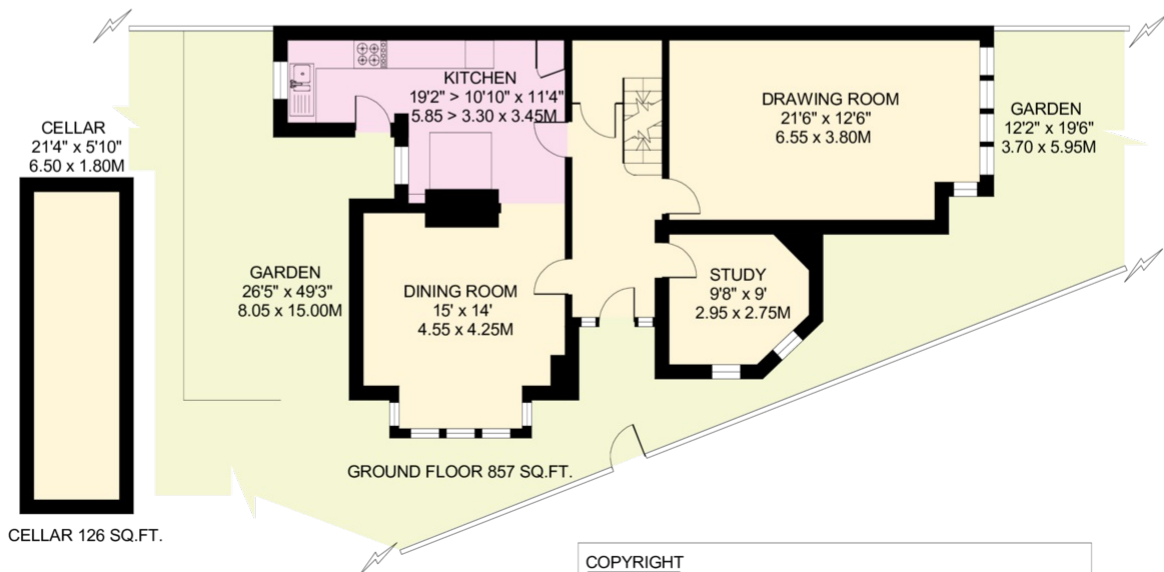 KITCHEN
19'2" > 10'10" x 11'4"
5.85 > 3.30 x 3.45M
DRAWING ROOM
21'6" x 12'6"
6.55 x 3.80M
GARDEN
12'2" x 19'6"
3.70 x 5.95M
CELLAR
21'4" x 5'10"
6.50 x 1.80M
GARDEN
26'5" x 49'3"
8.05 x 15.00M
DINING ROOM
15' x 14'
4.55 x 4.25M
STUDY
9'8" x 9'
2.95 x 2.75M
GROUND FLOOR 857 SQ.FT.
CELLAR 126 SQ.FT.
COPYRIGHT